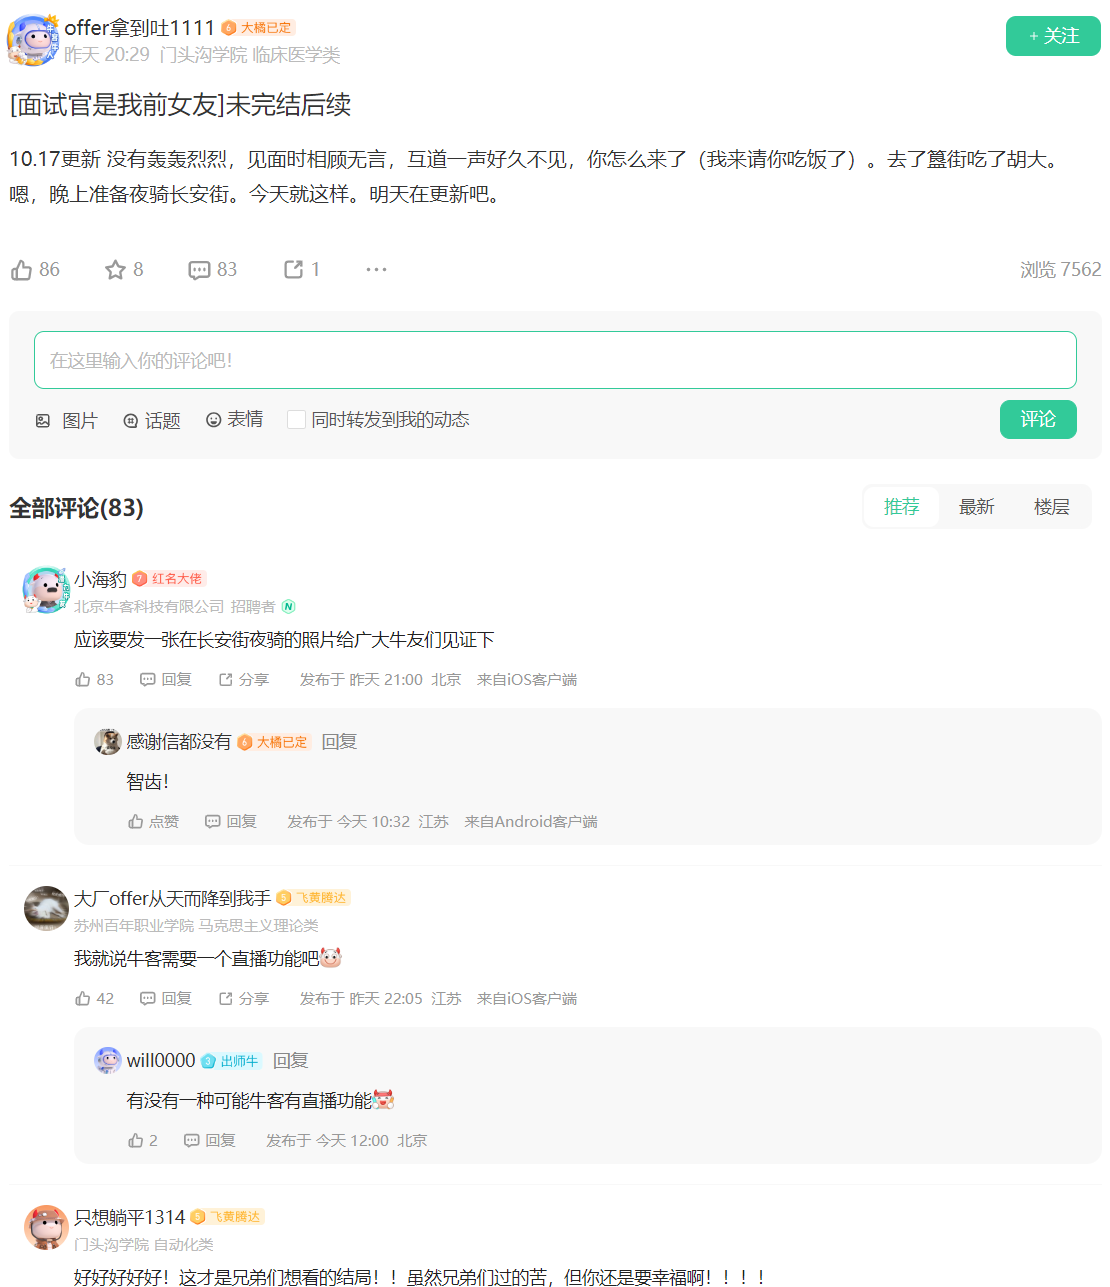 offer拿到吐1111 6 大橘已定
昨天 20:29 门头沟学院 临床医学类
+ 关注
[面试官是我前女友]未完结后续
10.17更新 没有轰轰烈烈，见面时相顾无言，互道一声好久不见，你怎么来了（我来请你吃饭了）。去了簋街吃了胡大。
嗯，晚上准备夜骑长安街。今天就这样。明天在更新吧。
86 8 83 1 ··· 浏览 7562
在这里输入你的评论吧！
图片 话题 表情 同时转发到我的动态 评论
全部评论(83) 推荐 最新 楼层
小海豹 7 红名大佬
北京牛客科技有限公司 招聘者 N
应该要发一张在长安街夜骑的照片给广大牛友们见证下
83 回复 分享 发布于 昨天 21:00 北京 来自iOS客户端
感谢信都没有 6 大橘已定 回复
智齿！
点赞 回复 发布于 今天 10:32 江苏 来自Android客户端
大厂offer从天而降到我手 5 飞黄腾达
苏州百年职业学院 马克思主义理论类
我就说牛客需要一个直播功能吧
42 回复 分享 发布于 昨天 22:05 江苏 来自iOS客户端
will0000 3 出师牛 回复
有没有一种可能牛客有直播功能
2 回复 发布于 今天 12:00 北京
只想躺平1314 5 飞黄腾达
门头沟学院 自动化类
好好好好好！这才是兄弟们想看的结局！！虽然兄弟们过的苦，但你还是要幸福啊！！！！